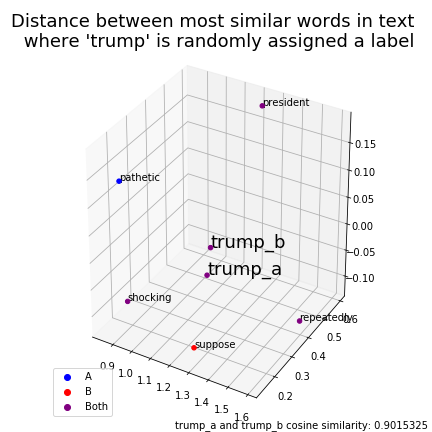 Distance between most similar words in text
where 'trump' is randomly assigned a label
president
0.15
pathetic
0.10
0.05
0.00
trump_b
−0.05
trump_a
−0.10
shocking
repeatedly
1.6
0.5
suppose
0.4
0.3
0.2
0.9
1.0
1.1
1.2
1.3
1.4
1.5
1.6
A
B
Both
trump_a and trump_b cosine similarity: 0.9015325